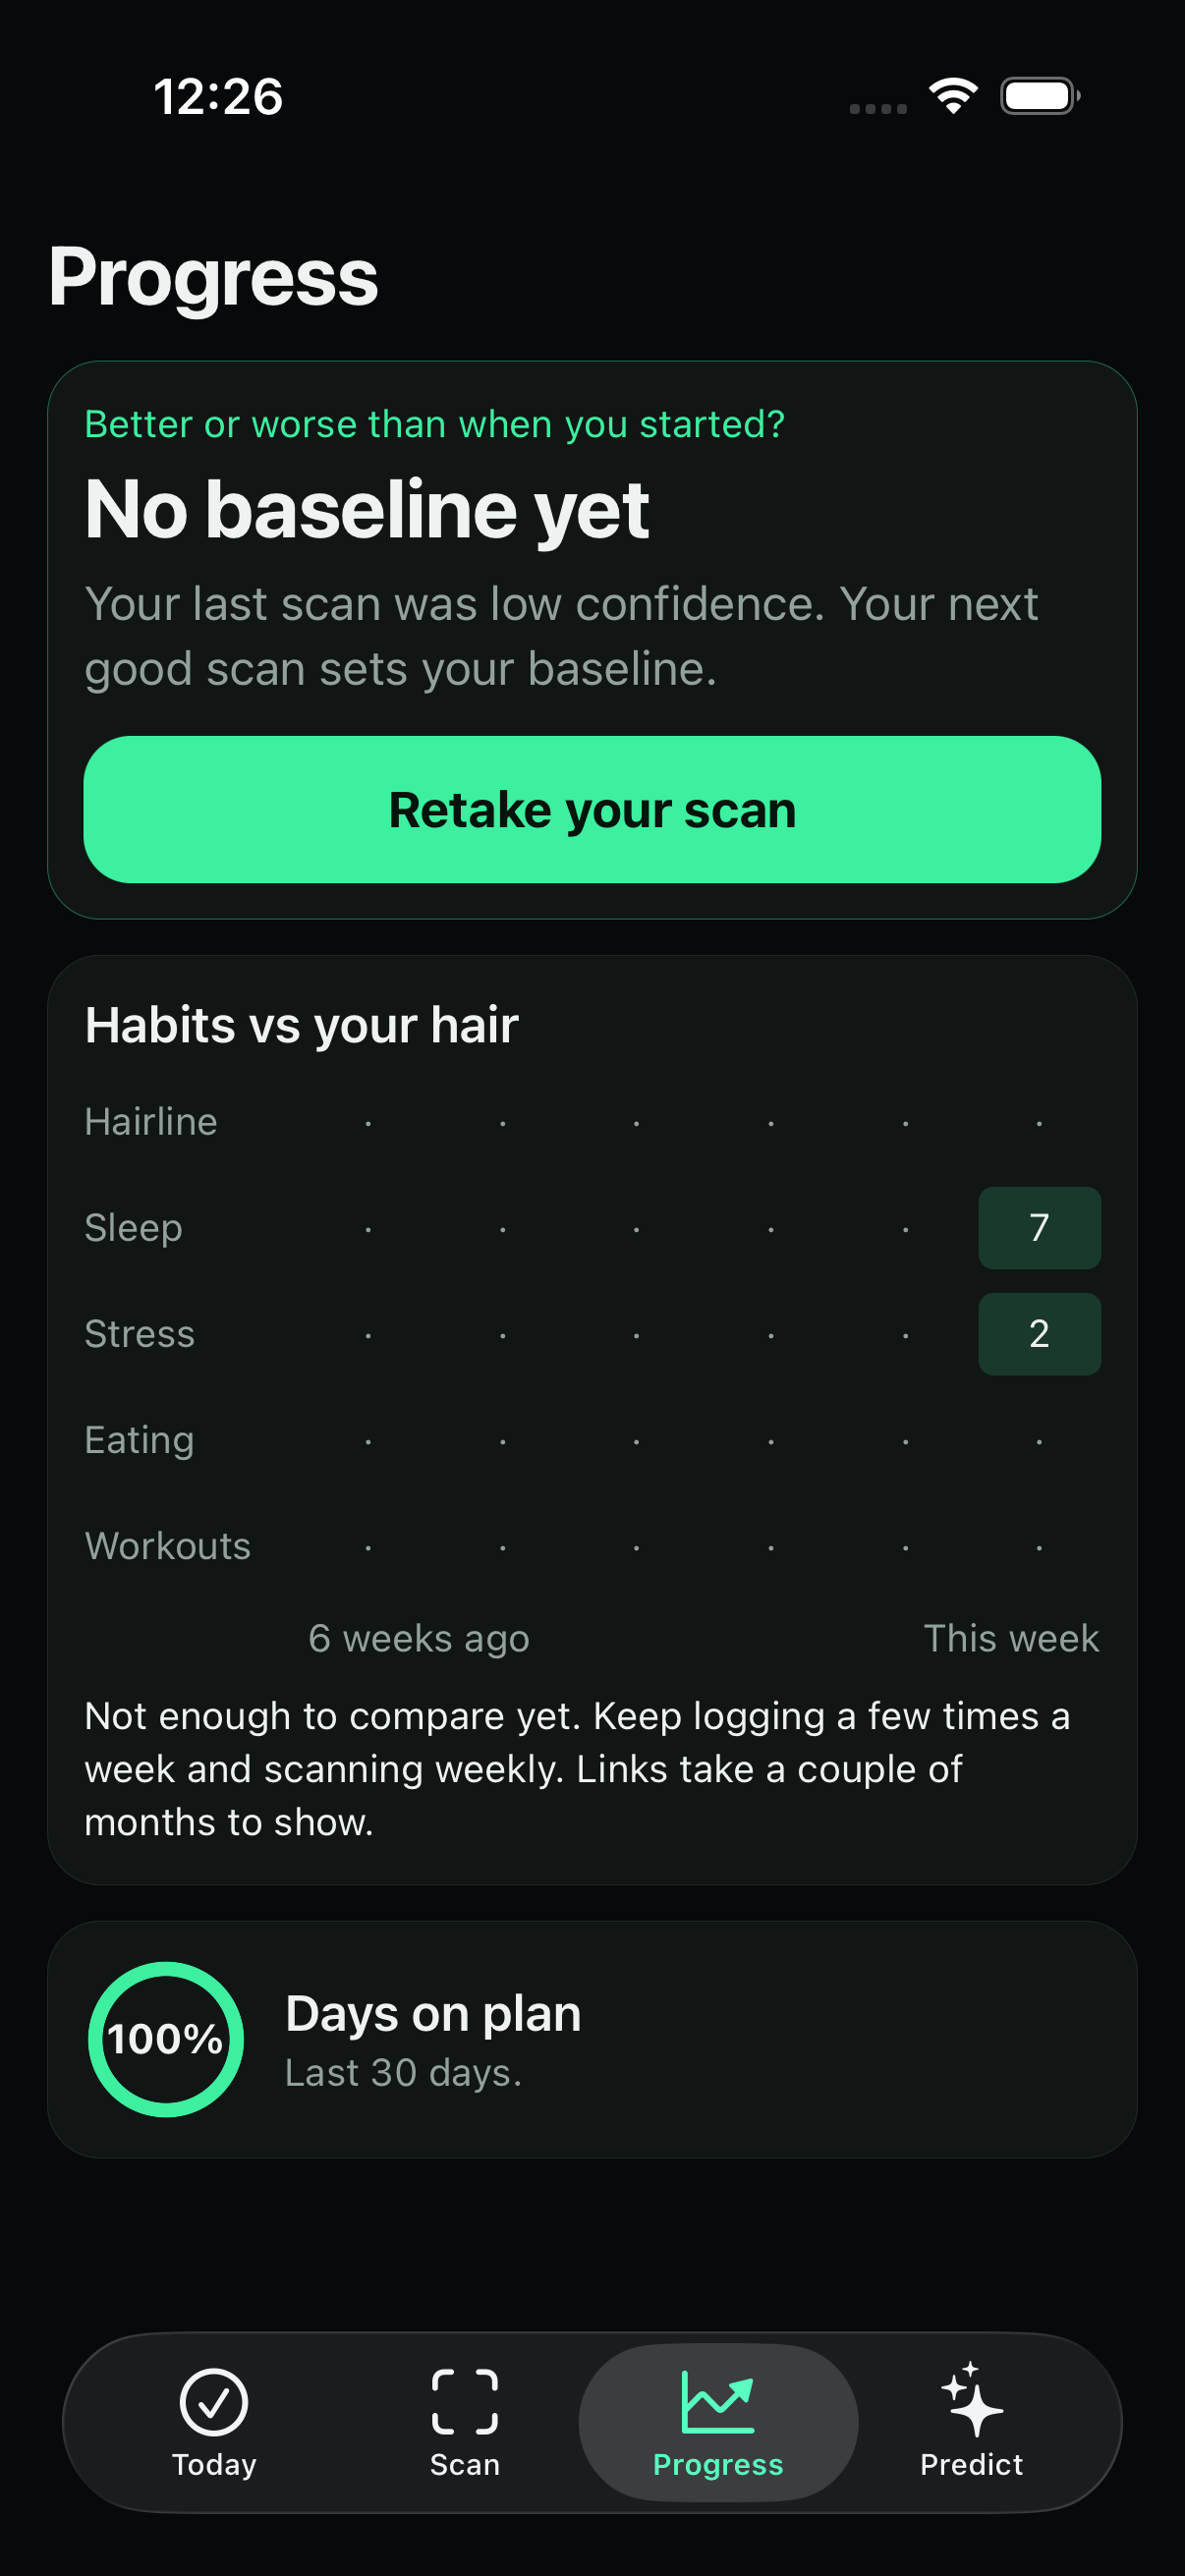 12:26
Progress
Better or worse than when you started?
No baseline yet
Your last scan was low confidence. Your next
good scan sets your baseline.
Retake your scan
Habits vs your hair
Hairline
Sleep 7
Stress 2
Eating
Workouts
6 weeks ago This week
Not enough to compare yet. Keep logging a few times a
week and scanning weekly. Links take a couple of
months to show.
100%
Days on plan
Last 30 days.
Today Scan Progress Predict